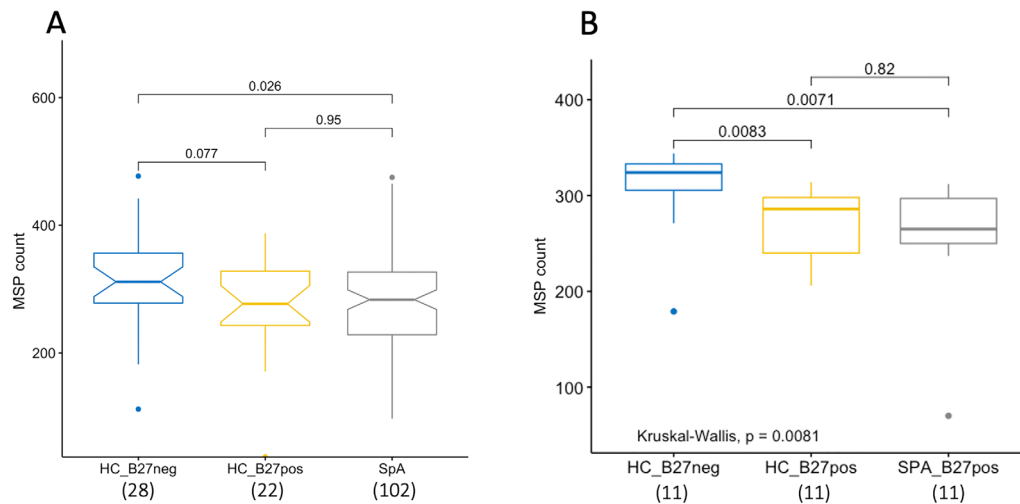 A
MSP count
600
400
200
0.026
0.95
0.077
HC_B27neg
HC_B27pos
SpA
(28)
(22)
(102)
B
MSP count
400
300
200
100
0.82
0.0071
0.0083
Kruskal-Wallis, p = 0.0081
HC_B27neg
HC_B27pos
SPA_B27pos
(11)
(11)
(11)